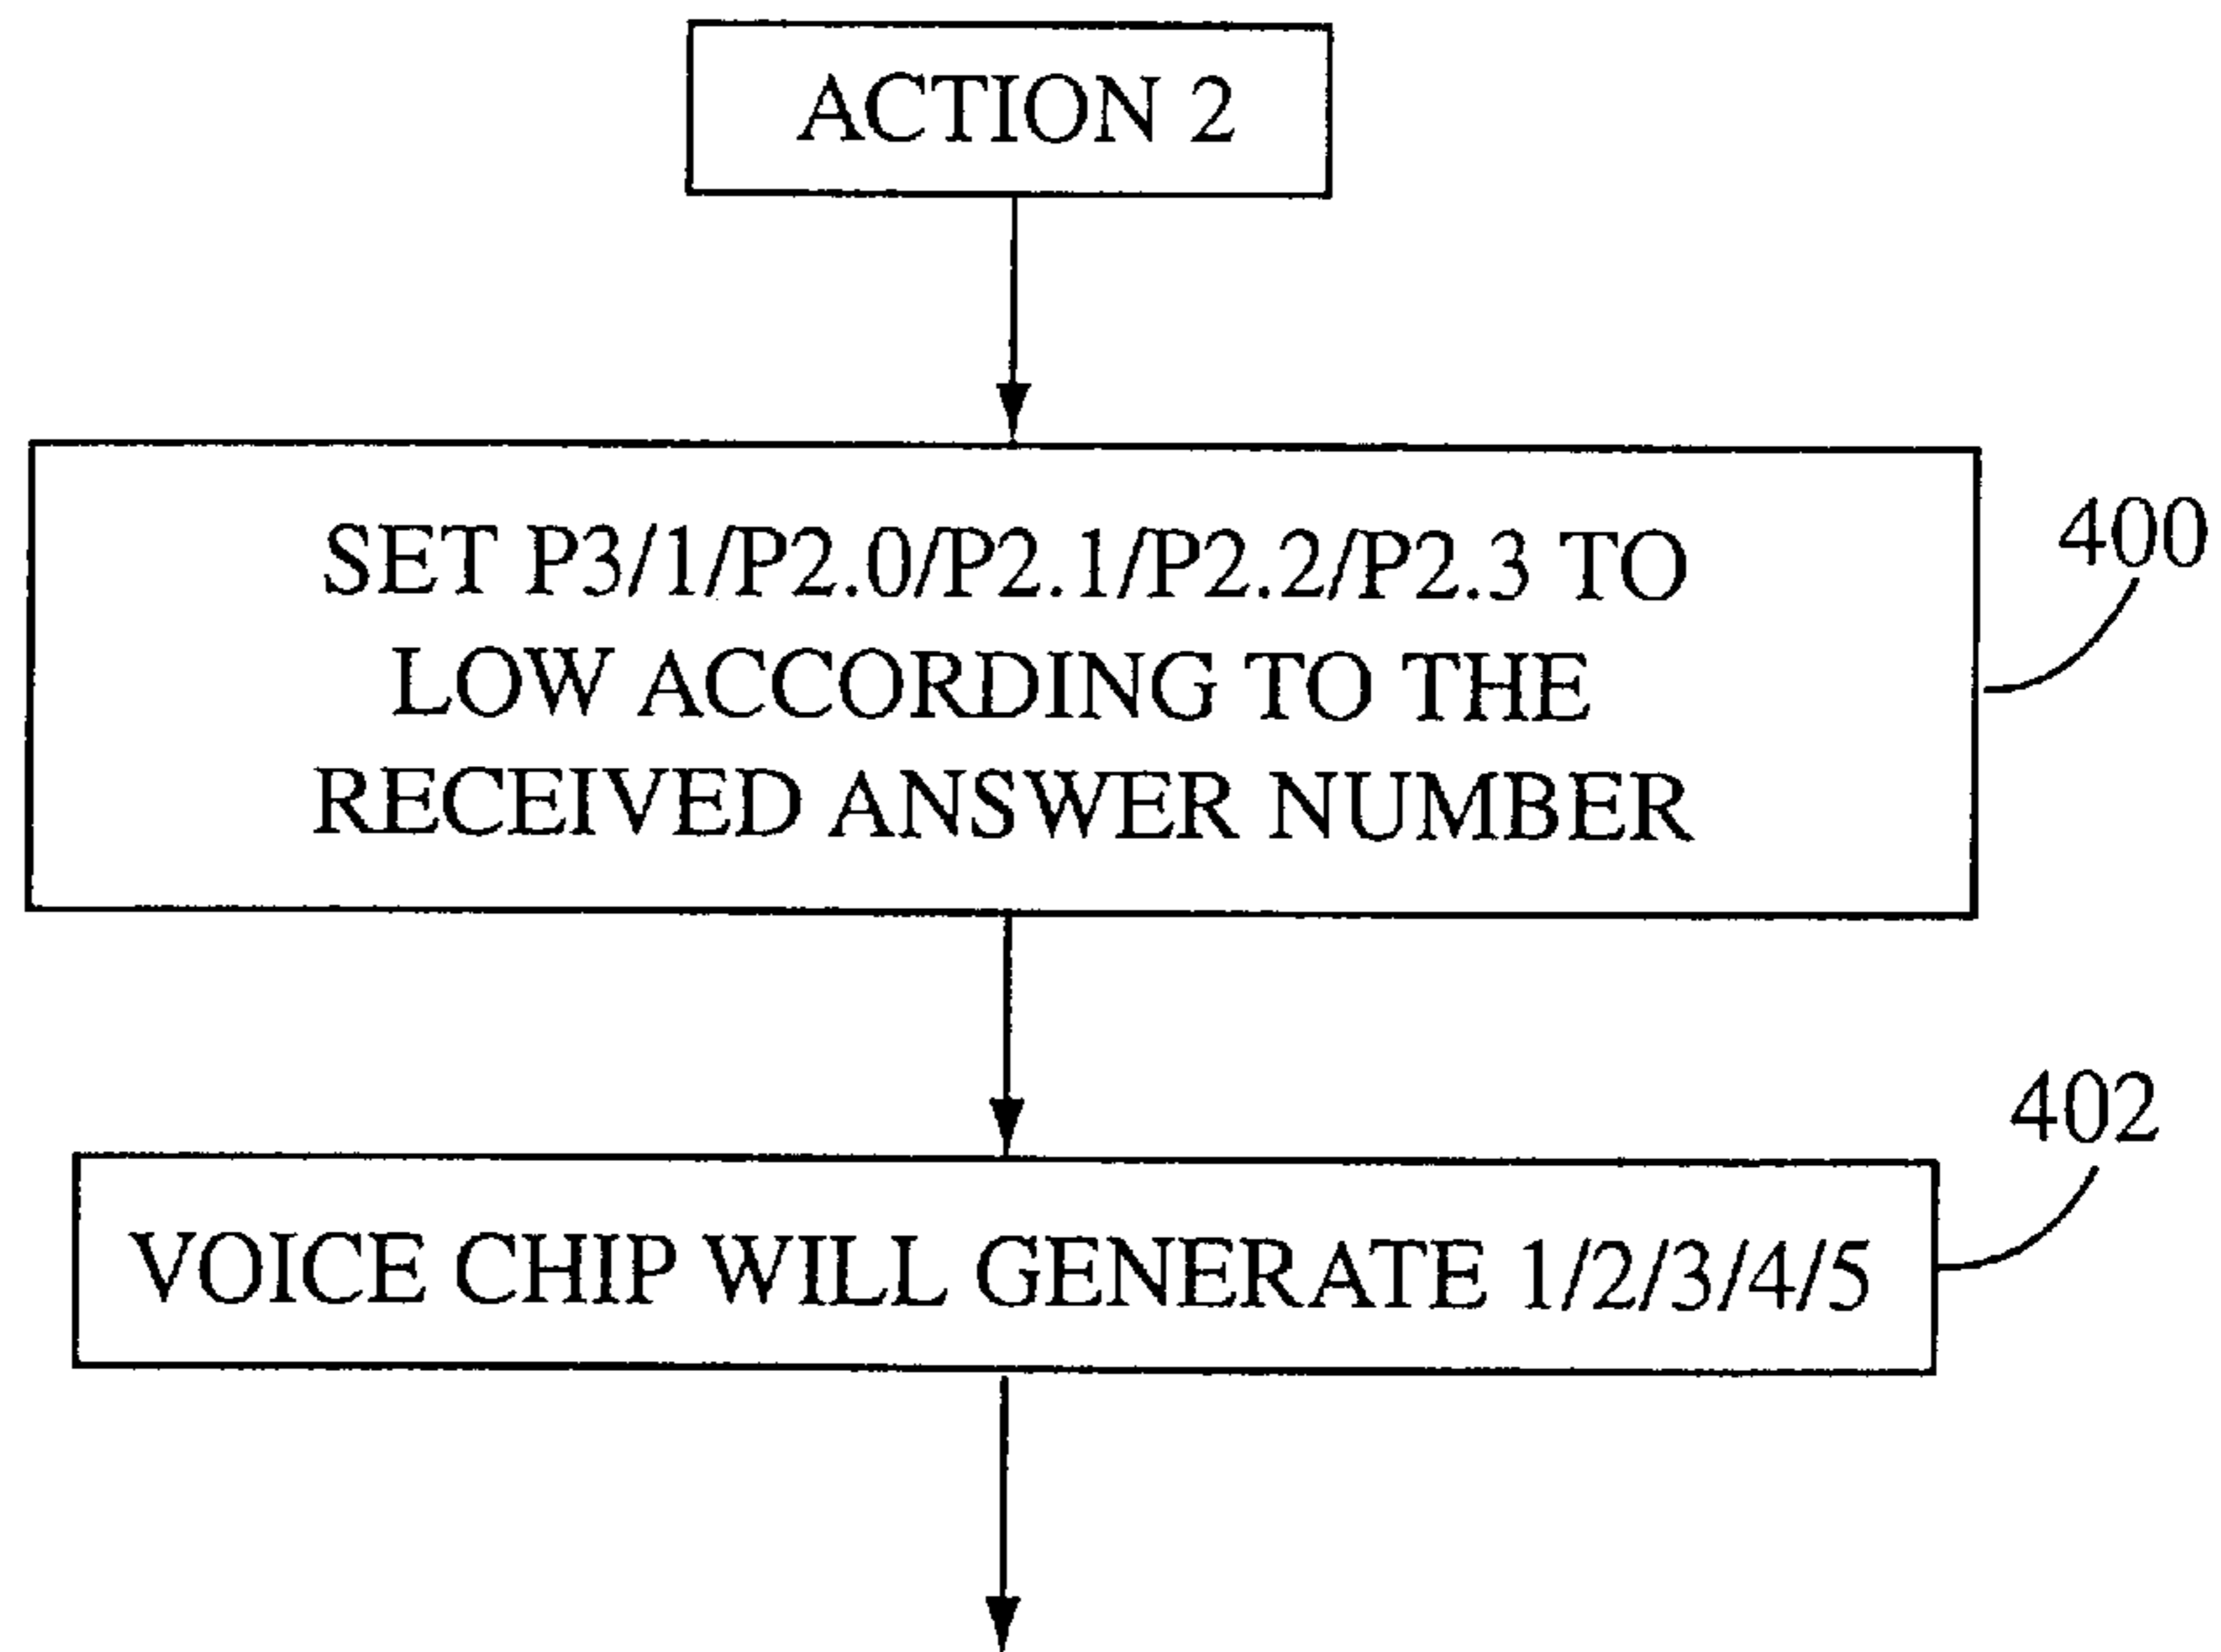 ACTION 2
SET P3/1/P2.0/P2.1/P2.2/P2.3 TO
LOW ACCORDING TO THE
RECEIVED ANSWER NUMBER
400
VOICE CHIP WILL GENERATE 1/2/3/4/5
402